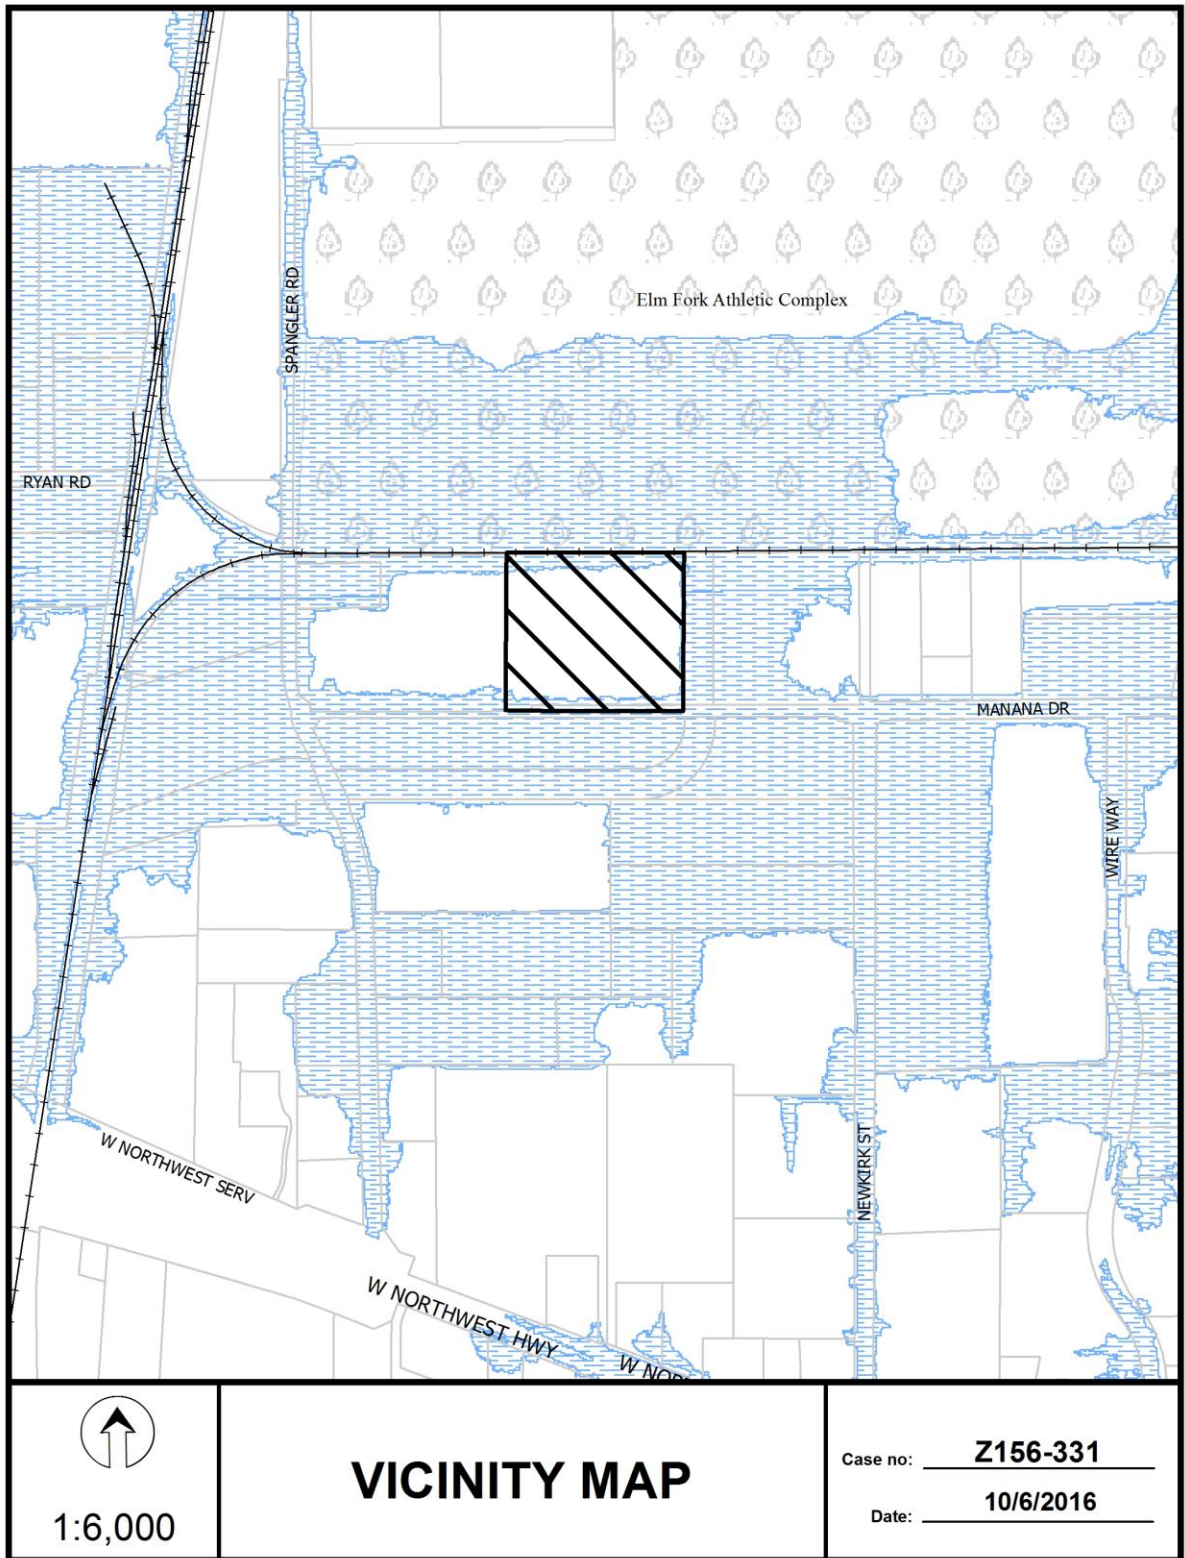 SPANGLER RD
Elm Fork Athletic Complex
RYAN RD
MANANA DR
WIRE WAY
NEWKIRK ST
W NORTHWEST SERV
W NORTHWEST HWY
W
1:6,000
VICINITY MAP
Case no: Z156-331
Date: 10/6/2016